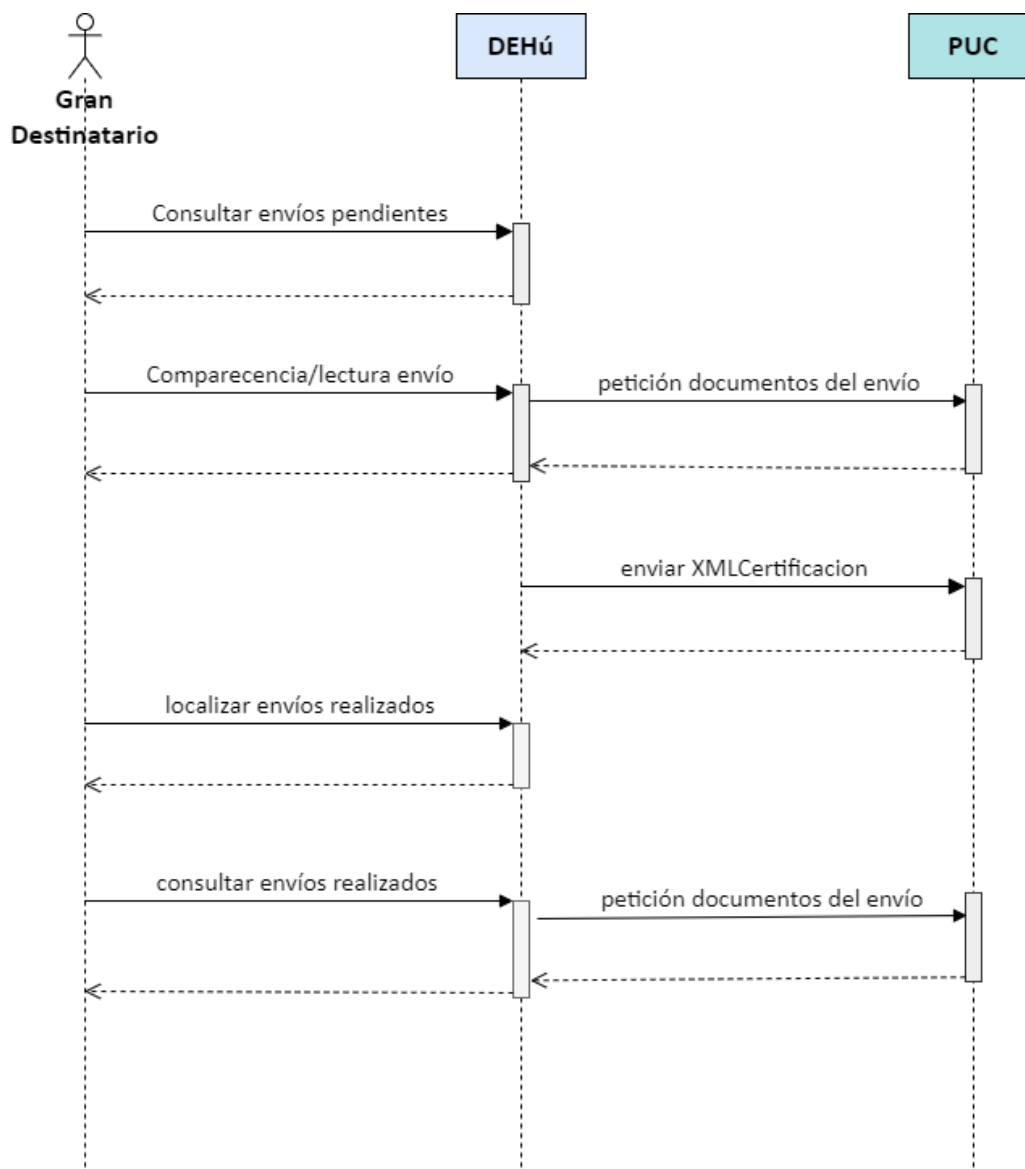 DEHú
PUC
Gran
Destinatario
Consultar envíos pendientes
Comparecencia/lectura envío
petición documentos del envío
enviar XMLCertificacion
localizar envíos realizados
consultar envíos realizados
petición documentos del envío